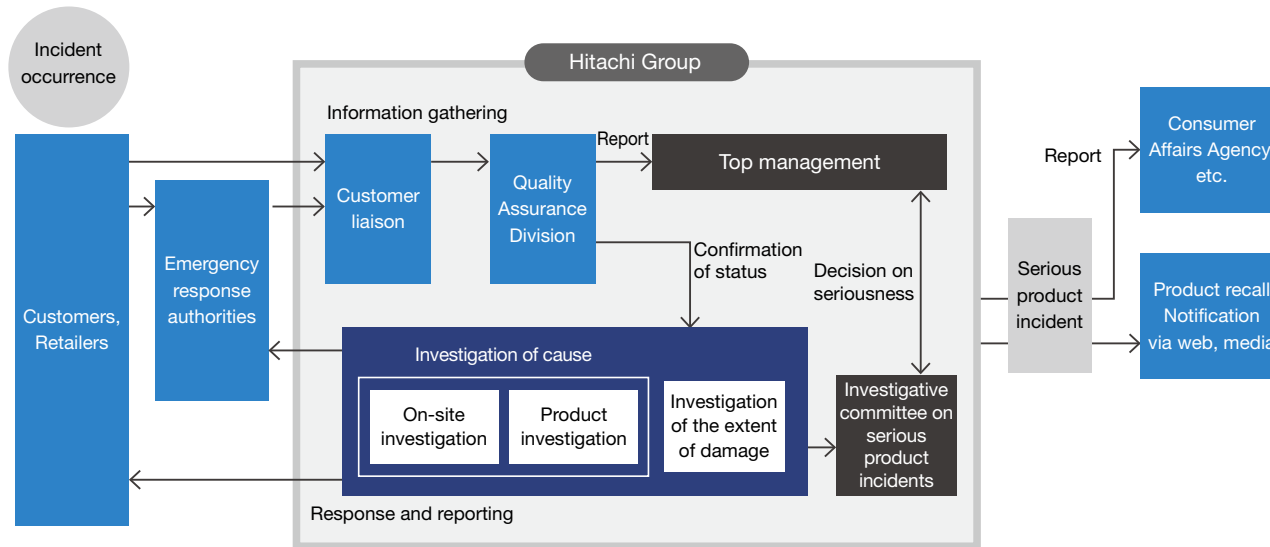 Incident
occurrence
Hitachi Group
Information gathering
Customers,
Retailers
Emergency
response
authorities
Customer
liaison
Quality
Assurance
Division
Report
Top management
Confirmation
of status
Decision on
seriousness
Investigation of cause
On-site
investigation
Product
investigation
Investigation
of the extent
of damage
Investigative
committee on
serious
product
incidents
Response and reporting
Serious
product
incident
Report
Consumer
Affairs Agency,
etc.
Product recall
Notification
via web, media